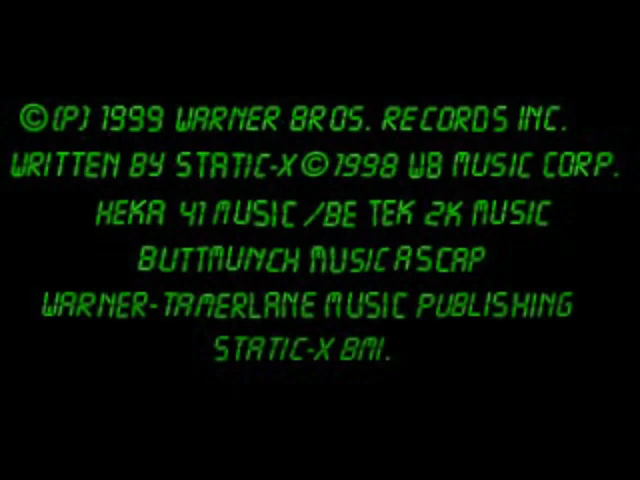 ©(P) 1999 WARNER BROS. RECORDS INC.
WRITTEN BY STATIC-X © 1998 WB MUSIC CORP.
HEKA 41 MUSIC / BE TEK 2K MUSIC
BUTTMUNCH MUSIC ASCAP
WARNER-TAMERLANE MUSIC PUBLISHING
STATIC-X BMI.